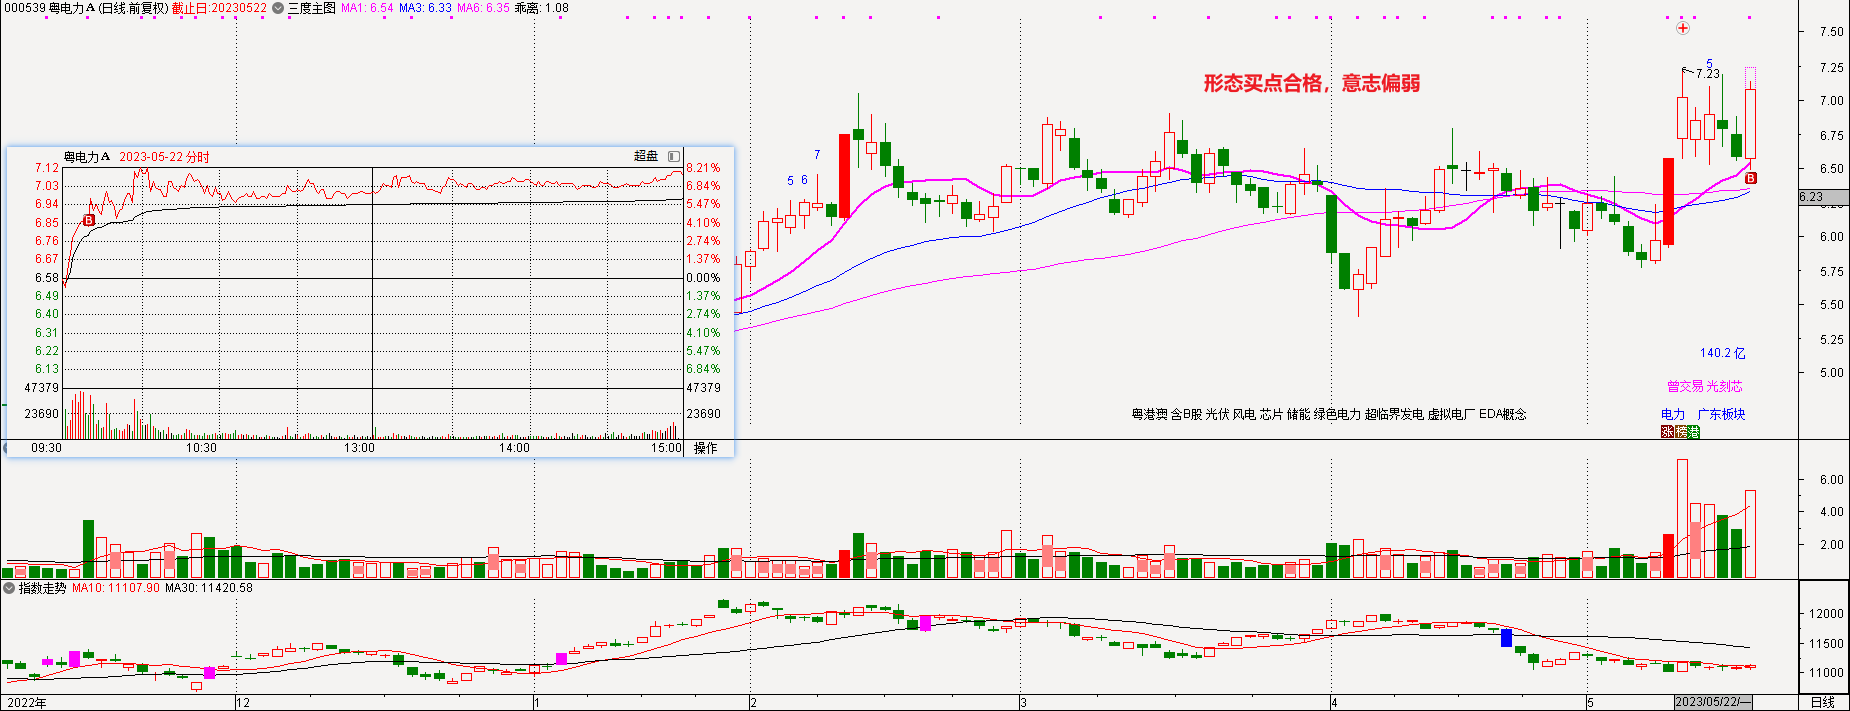 000539 粤电力A (日线.前复权) 截止日:20230522 三度主图 MA1: 6.54 MA3: 6.33 MA6: 6.35 乖离: 1.08
7.50
7.25
7.00
6.75
6.50
6.23
6.00
5.75
5.50
5.25
5.00
形态买点合格，意志偏弱
5
7.23
B
5 6 7
粤电力A 2023-05-22 分时 超盘
7.12 8.21%
7.03 6.84%
6.94 5.47%
6.85 4.10%
6.76 2.74%
6.67 1.37%
6.58 0.00%
6.49 1.37%
6.40 2.74%
6.31 4.10%
6.22 5.47%
6.13 6.84%
47379 47379
23690 23690
B
09:30 10:30 13:00 14:00 15:00 操作
140.2 亿
曾交易 光刻芯
粤港澳 含B股 光伏 风电 芯片 储能 绿色电力 超临界发电 虚拟电厂 EDA概念
电力 广东板块
涨 榜 港
6.00
4.00
2.00
指数走势 MA10: 11107.90 MA30: 11420.58
12000
11500
11000
2022年 12 1 2 3 4 5 2023/05/22/一 日线